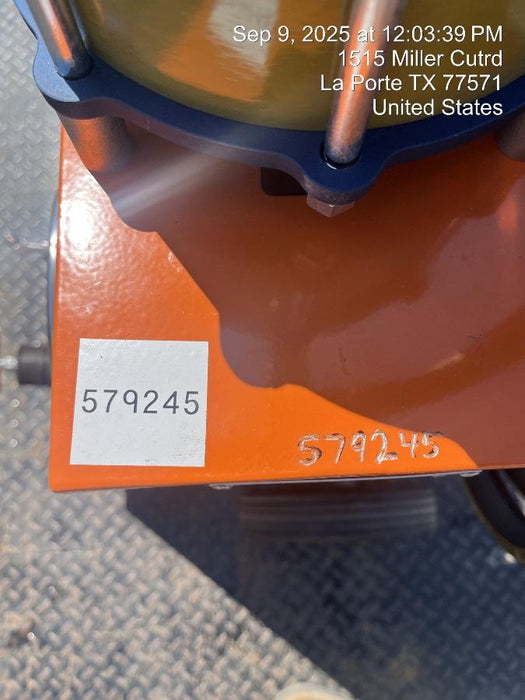 Sep 9, 2025 at 12:03:39 PM
1515 Miller Cutrd
La Porte TX 77571
United States
579245
579245